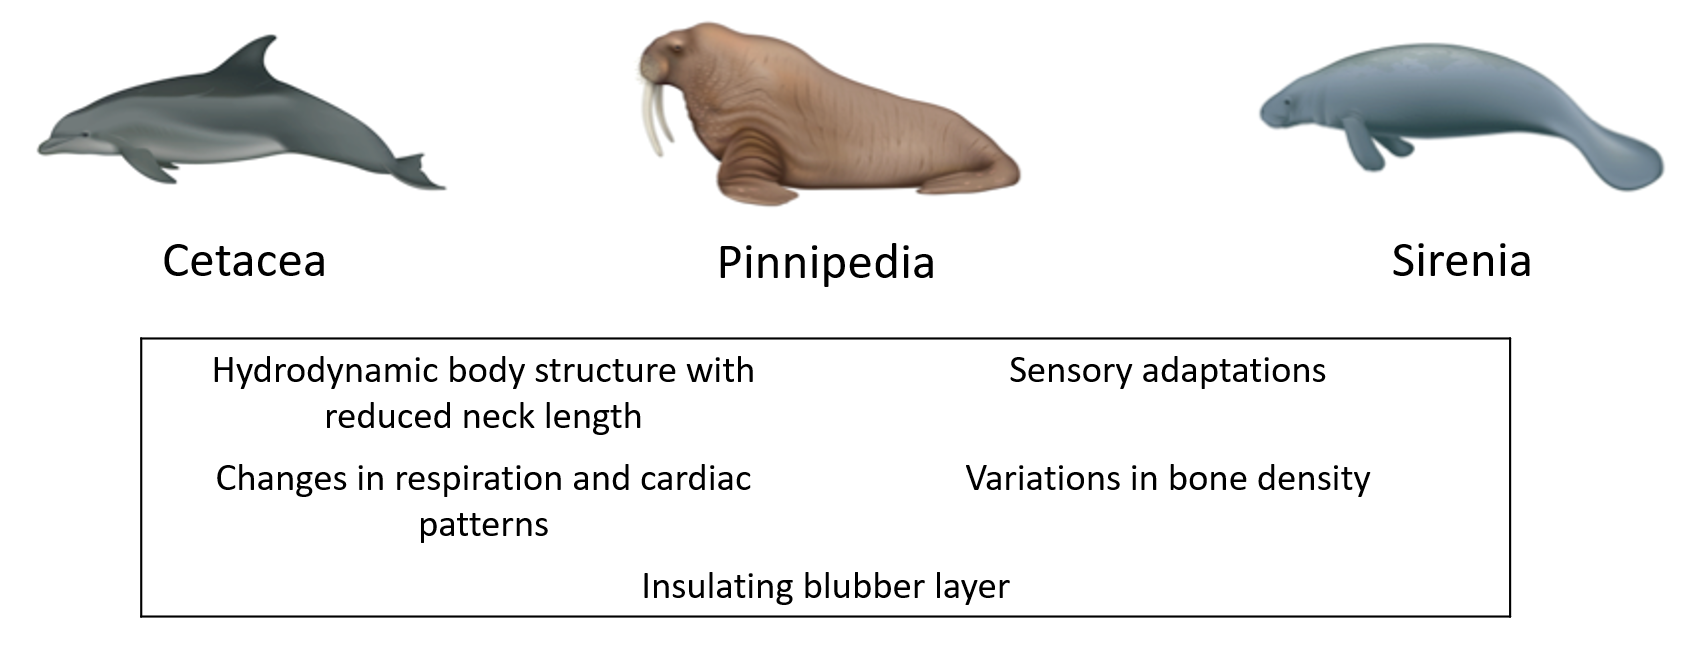 Cetacea
Pinnipedia
Sirenia
Hydrodynamic body structure with
reduced neck length
Sensory adaptations
Changes in respiration and cardiac
patterns
Variations in bone density
Insulating blubber layer